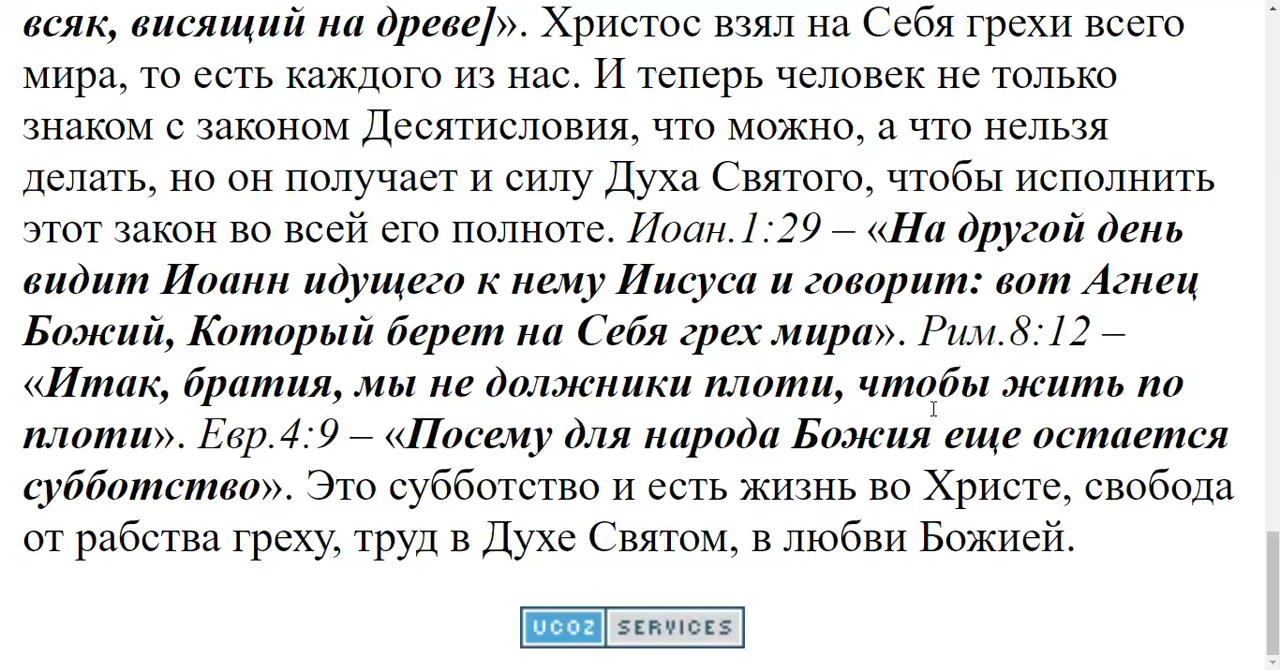 всяк, висящий на древе]». Христос взял на Себя грехи всего
мира, то есть каждого из нас. И теперь человек не только
знаком с законом Десятисловия, что можно, а что нельзя
делать, но он получает и силу Духа Святого, чтобы исполнить
этот закон во всей его полноте. Иоан.1:29 – «На другой день
видит Иоанн идущего к нему Иисуса и говорит: вот Агнец
Божий, Который берет на Себя грех мира». Рим.8:12 –
«Итак, братия, мы не должники плоти, чтобы жить по
плоти». Евр.4:9 – «Посему для народа Божия еще остается
субботство». Это субботство и есть жизнь во Христе, свобода
от рабства греху, труд в Духе Святом, в любви Божией.
UCOZ SERVICES